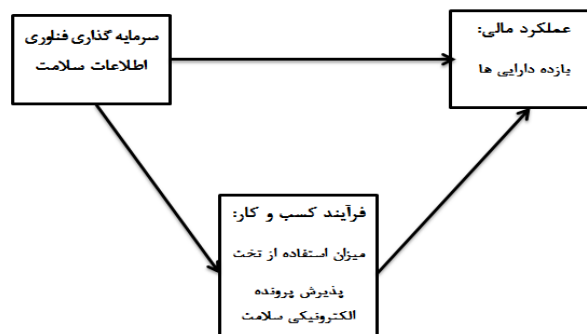 سرمایه گذاری فناوری
اطلاعات سلامت
عملکرد مالی:
بازده دارایی ها
فرآیند کسب و کار:
میزان استفاده از تخت
پذیرش پرونده
الکترونیکی سلامت